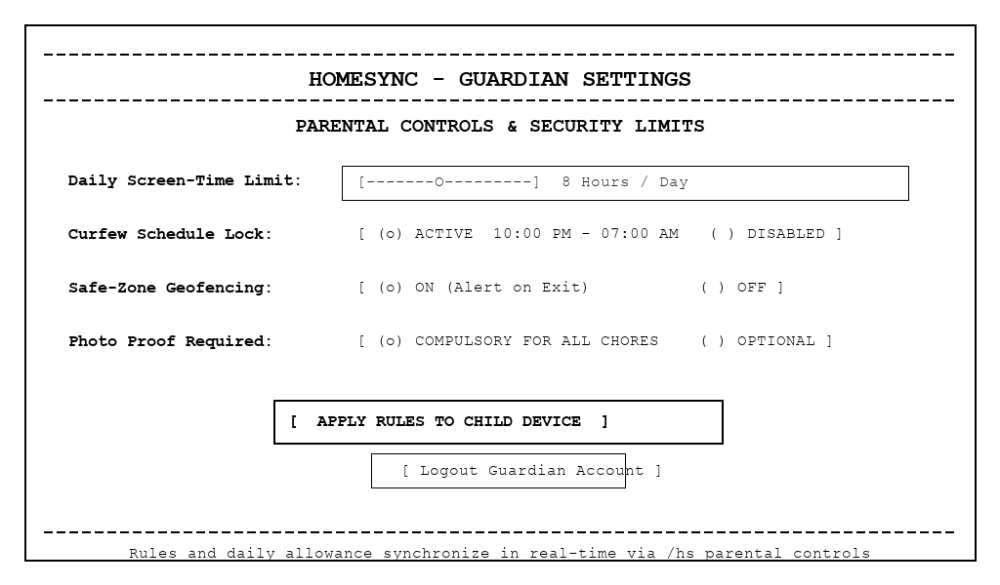 HOMESYNC - GUARDIAN SETTINGS
PARENTAL CONTROLS & SECURITY LIMITS
Daily Screen-Time Limit: [-------O---------] 8 Hours / Day
Curfew Schedule Lock: [ (o) ACTIVE 10:00 PM - 07:00 AM ( ) DISABLED ]
Safe-Zone Geofencing: [ (o) ON (Alert on Exit) ( ) OFF ]
Photo Proof Required: [ (o) COMPULSORY FOR ALL CHORES ( ) OPTIONAL ]
[ APPLY RULES TO CHILD DEVICE ]
[ Logout Guardian Account ]
Rules and daily allowance synchronize in real-time via /hs parental controls